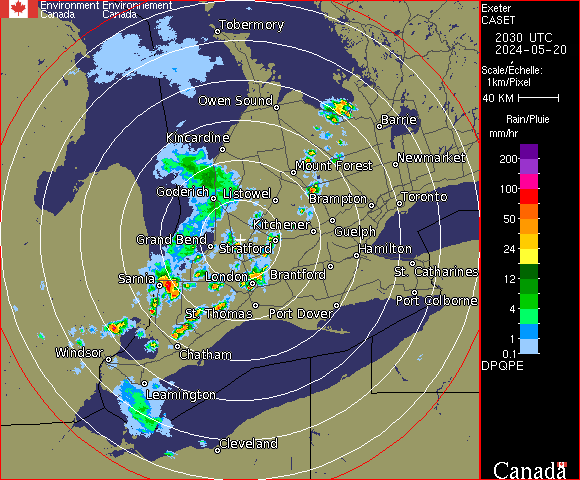 Environment Environnement
Canada Canada
Tobermory
Owen Sound
Barrie
Kincardine
Mount Forest
Newmarket
Goderich
Listowel
Brampton
Toronto
Kitchener
Guelph
Grand Bend
Stratford
Hamilton
Sarnia
London
Brantford
St. Catharines
St. Thomas
Port Dover
Port Colborne
Windsor
Chatham
Leamington
Cleveland
Exeter
CASET
2030 UTC
2024-05-20
Scale/Échelle:
1km/Pixel
40 KM
Rain/Pluie
mm/hr
200
100
50
24
12
4
1
0.1
DPQPE
Canada